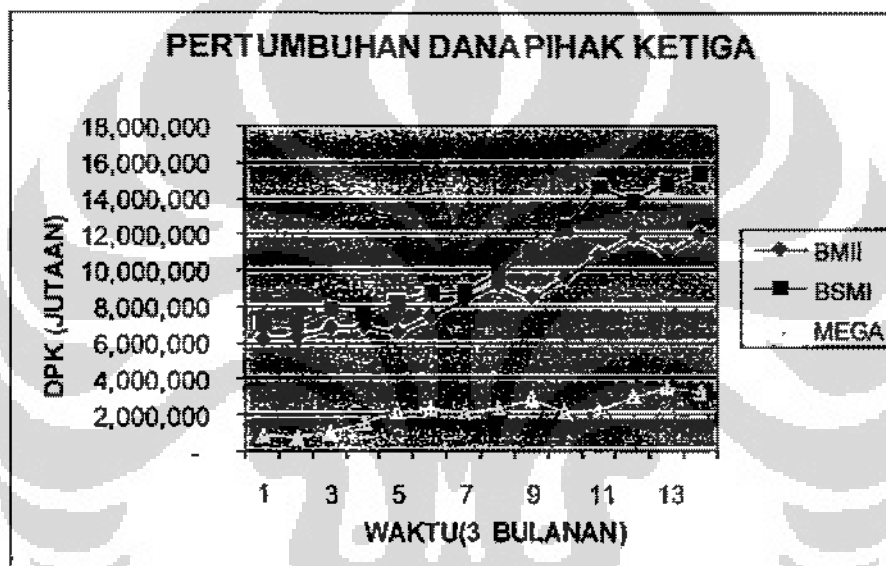 PERTUMBUHAN DANA PIHAK KETIGA
18,000,000
16,000,000
14,000,000
12,000,000
10,000,000
8,000,000
6,000,000
4,000,000
2,000,000
-
DPK (JUTAAN)
1 3 5 7 9 11 13
WAKTU(3 BULANAN)
BMII
BSMI
MEGA